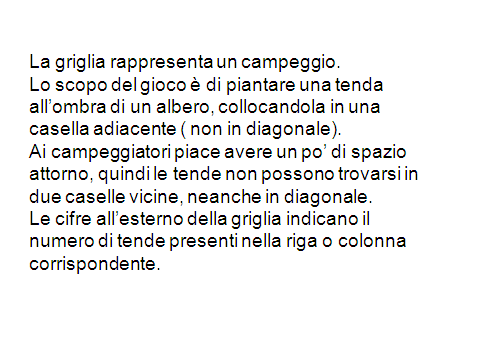 La griglia rappresenta un campeggio.
Lo scopo del gioco è di piantare una tenda
all'ombra di un albero, collocandola in una
casella adiacente ( non in diagonale).
Ai campeggiatori piace avere un po' di spazio
attorno, quindi le tende non possono trovarsi in
due caselle vicine, neanche in diagonale.
Le cifre all'esterno della griglia indicano il
numero di tende presenti nella riga o colonna
corrispondente.